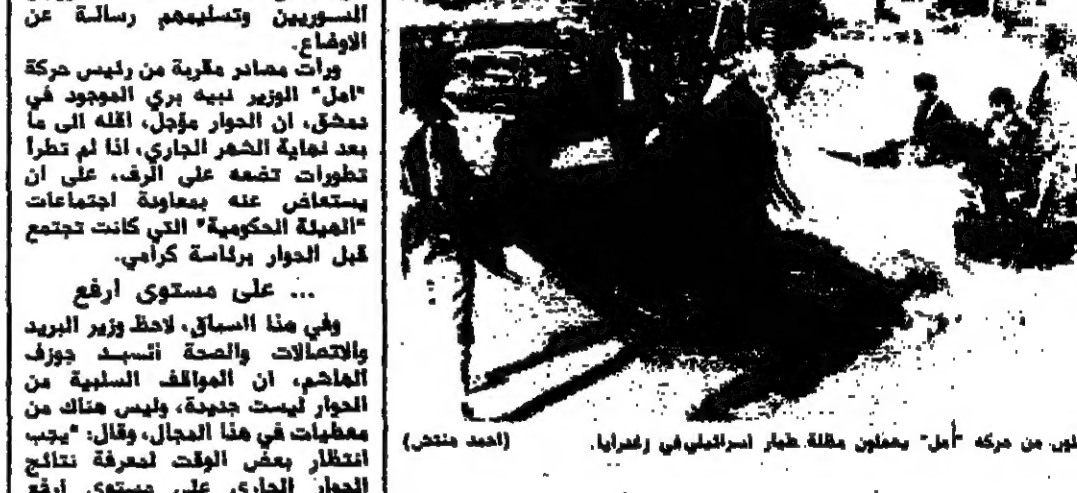 السوريين وتسليمهم رسالة عن
الاوضاع.
ورأت مصادر مقربة من رئيس حركة
"امل" الوزير نبيه بري الموجود في
دمشق، ان الحوار مؤجل، اقله الى ما
بعد نهاية الشهر الجاري، اذا لم تطرأ
تطورات تضعه على الرف، على ان
يستعاض عنه بمعاودة اجتماعات
"الهيئة الحكومية" التي كانت تجتمع
قبل الحوار برئاسة كرامي.
... على مستوى ارفع
وفي هذا السياق، لاحظ وزير البريد
والاتصالات والصحة السيد جوزف
الهاشم، ان المواقف السلبية من
الحوار ليست جديدة، وليس هناك من
معطيات في هذا المجال، وقال: "يجب
انتظار بعض الوقت لمعرفة نتائج
الحوار الجاري على مستوى ارفع
من حركة "أمل" يحملون مظلة طيار اسرائيلي في زغدرايا.
(احمد منتش)